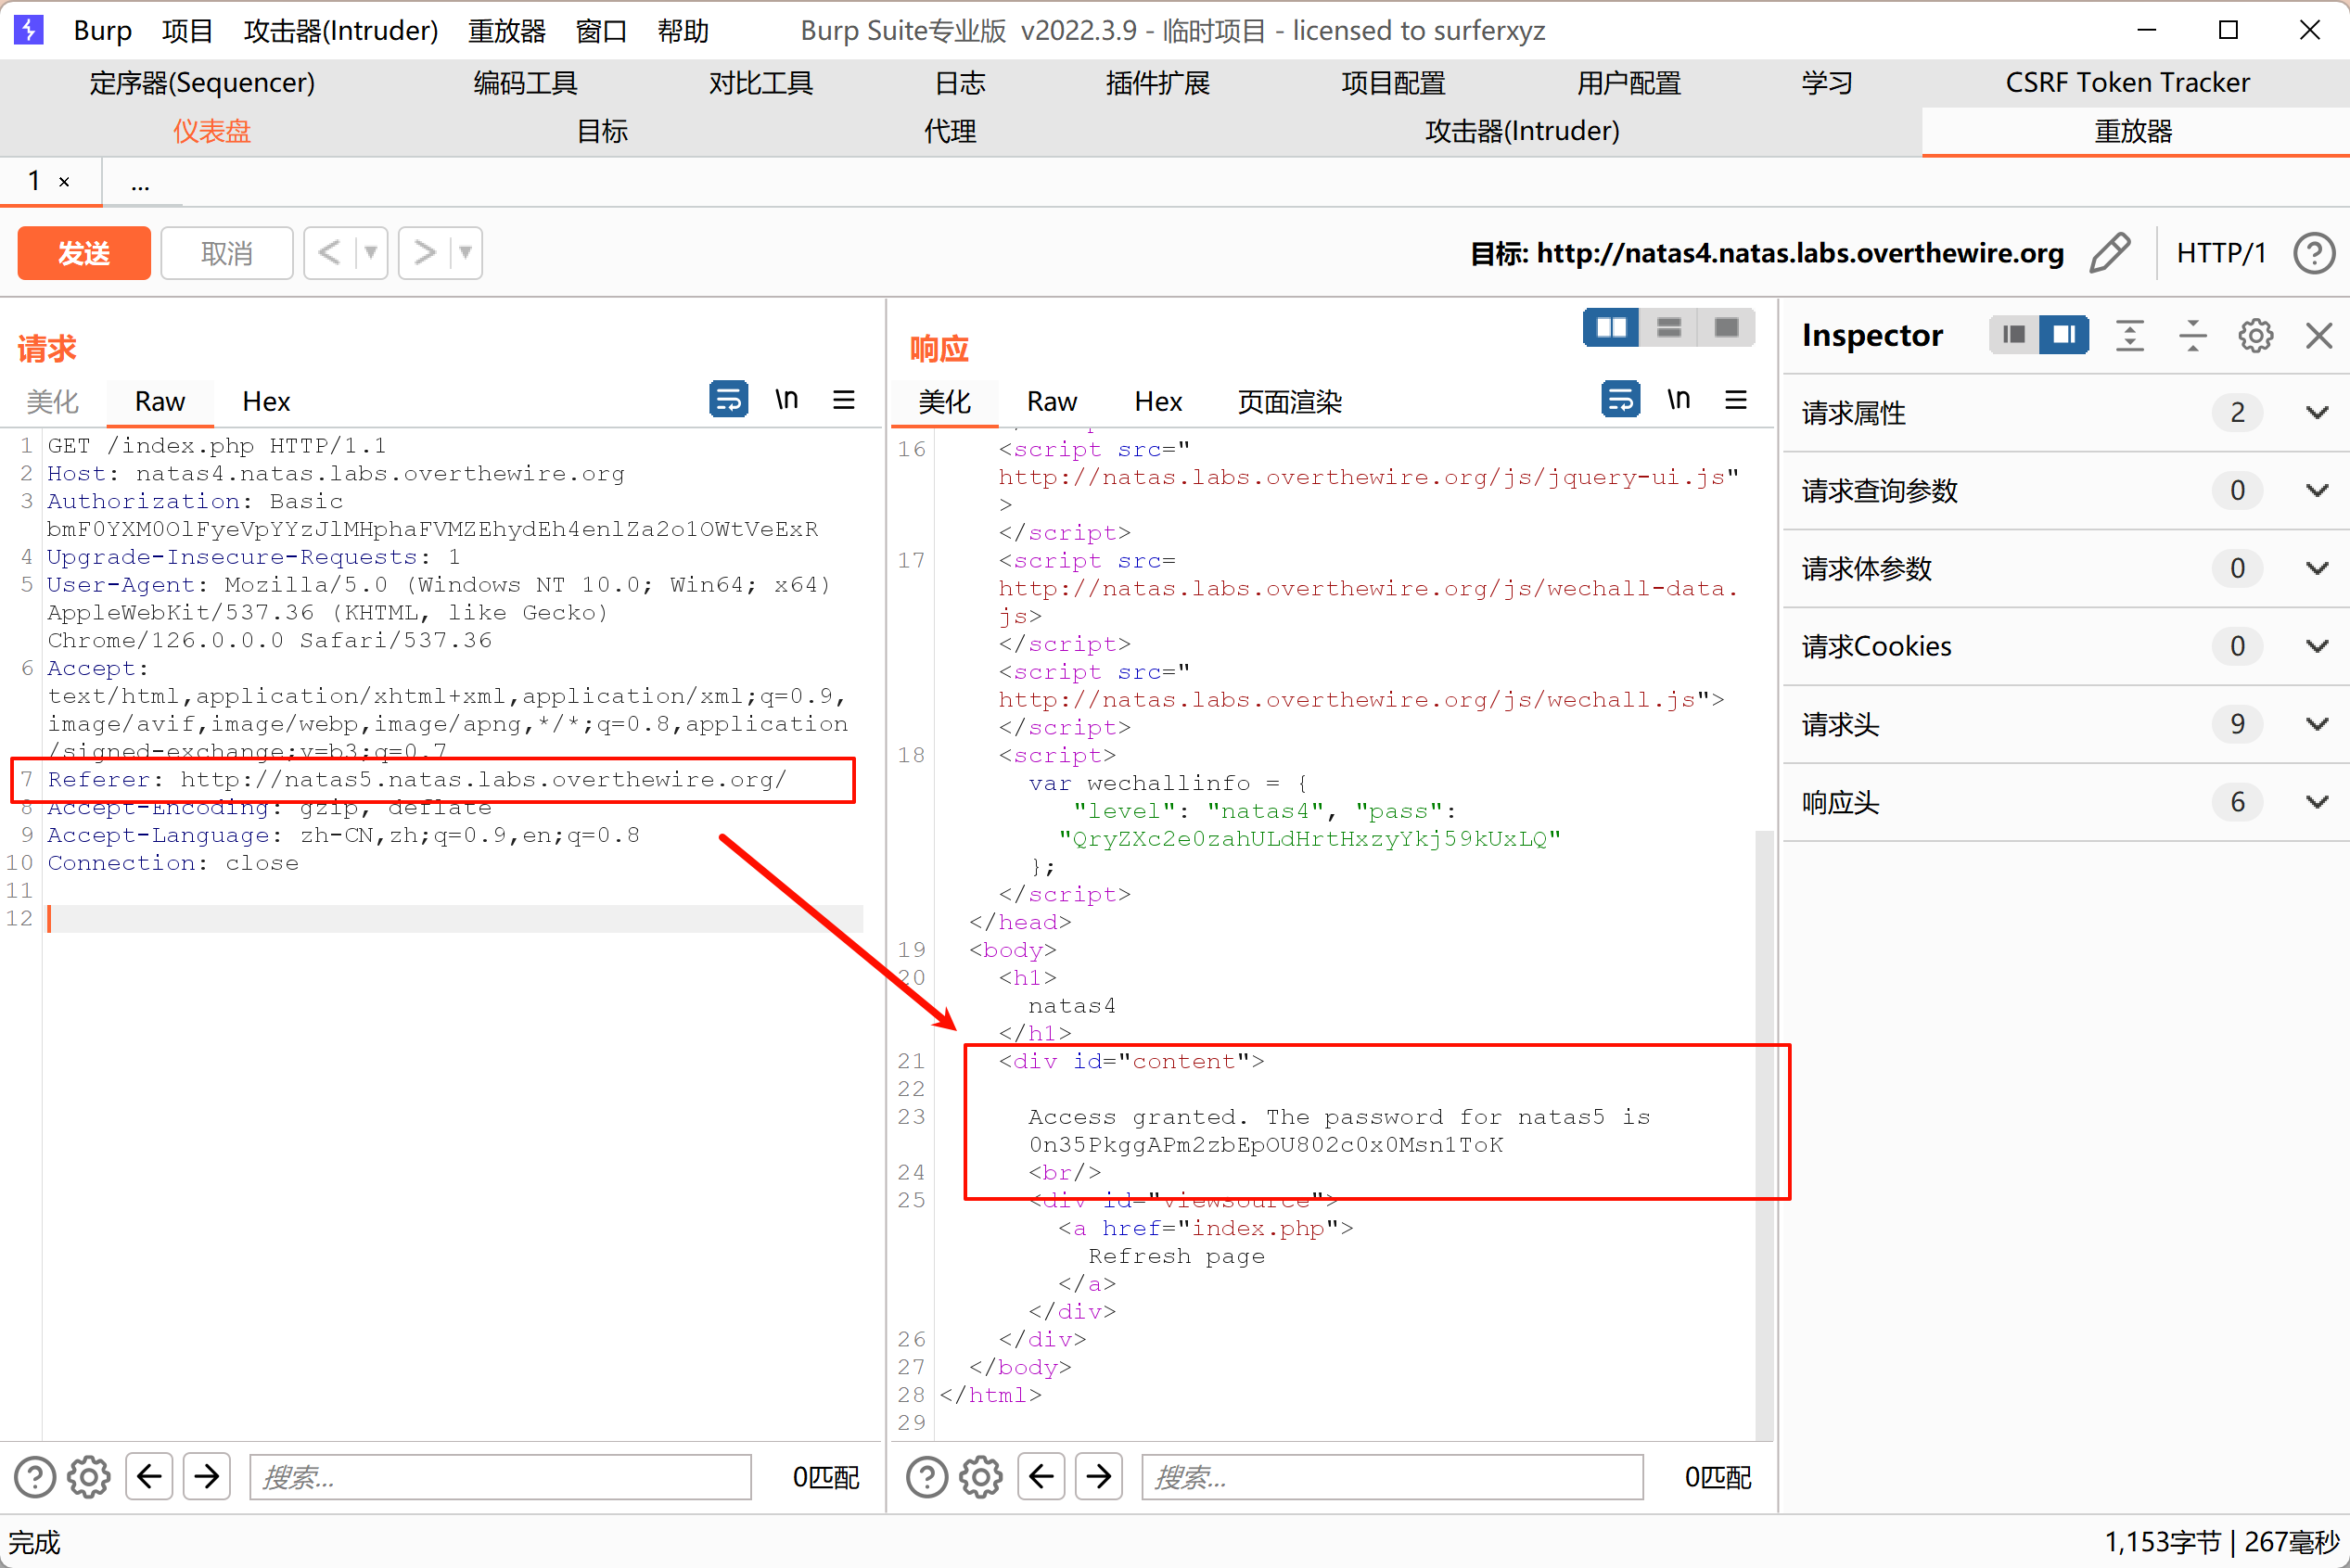 Burp 项目 攻击器(Intruder) 重放器 窗口 帮助 Burp Suite专业版 v2022.3.9 - 临时项目 - licensed to surferxyz
定序器(Sequencer) 编码工具 对比工具 日志 插件扩展 项目配置 用户配置 学习 CSRF Token Tracker
仪表盘 目标 代理 攻击器(Intruder) 重放器
1 × ...
发送 取消 < > 目标: http://natas4.natas.labs.overthewire.org HTTP/1
请求
美化 Raw Hex \n
1 GET /index.php HTTP/1.1
2 Host: natas4.natas.labs.overthewire.org
3 Authorization: Basic
bmF0YXM0OlFyeVpYYzJlMHphaFVMZEhydEh4enlZa2o1OWtVeExR
4 Upgrade-Insecure-Requests: 1
5 User-Agent: Mozilla/5.0 (Windows NT 10.0; Win64; x64)
AppleWebKit/537.36 (KHTML, like Gecko)
Chrome/126.0.0.0 Safari/537.36
6 Accept:
text/html,application/xhtml+xml,application/xml;q=0.9,
image/avif,image/webp,image/apng,*/*;q=0.8,application
/signed-exchange;v=b3;q=0.7
7 Referer: http://natas5.natas.labs.overthewire.org/
8 Accept-Encoding: gzip, deflate
9 Accept-Language: zh-CN,zh;q=0.9,en;q=0.8
10 Connection: close
11
12
搜索... 0匹配
响应
美化 Raw Hex 页面渲染 \n
16 <script src="
http://natas.labs.overthewire.org/js/jquery-ui.js"
>
</script>
17 <script src=
http://natas.labs.overthewire.org/js/wechall-data.
js>
</script>
<script src="
http://natas.labs.overthewire.org/js/wechall.js">
</script>
18 <script>
var wechallinfo = {
"level": "natas4", "pass":
"QryZXc2e0zahULdHrtHxzyYkj59kUxLQ"
};
</script>
</head>
19 <body>
20 <h1>
natas4
</h1>
21 <div id="content">
22
23 Access granted. The password for natas5 is
0n35PkggAPm2zbEpOU802c0x0Msn1ToK
24 <br/>
25 <div id="viewsource">
<a href="index.php">
Refresh page
</a>
</div>
26 </div>
27 </body>
28 </html>
29
搜索... 0匹配
Inspector
请求属性 2
请求查询参数 0
请求体参数 0
请求Cookies 0
请求头 9
响应头 6
完成 1,153字节 | 267毫秒